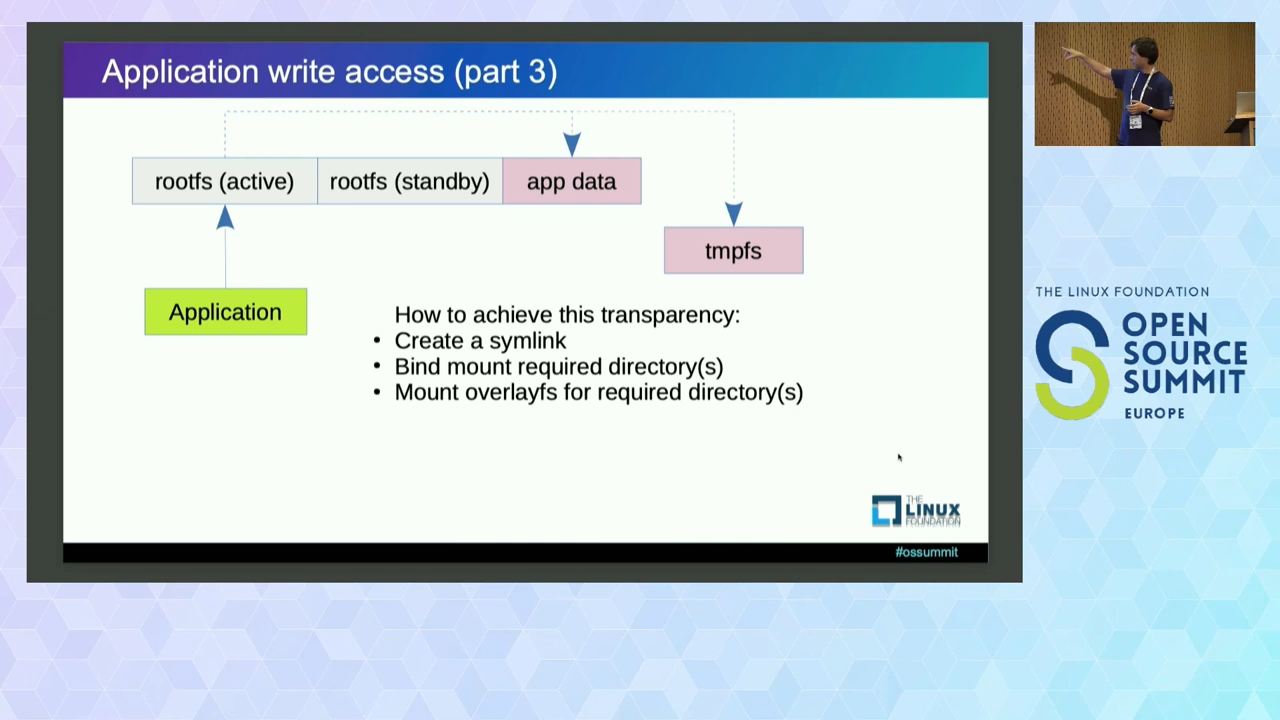 Application write access (part 3)
rootfs (active)
rootfs (standby)
app data
tmpfs
Application
How to achieve this transparency:
• Create a symlink
• Bind mount required directory(s)
• Mount overlayfs for required directory(s)
THE
LINUX
FOUNDATION
#ossummit
THE LINUX FOUNDATION
OPEN
SOURCE
SUMMIT
EUROPE